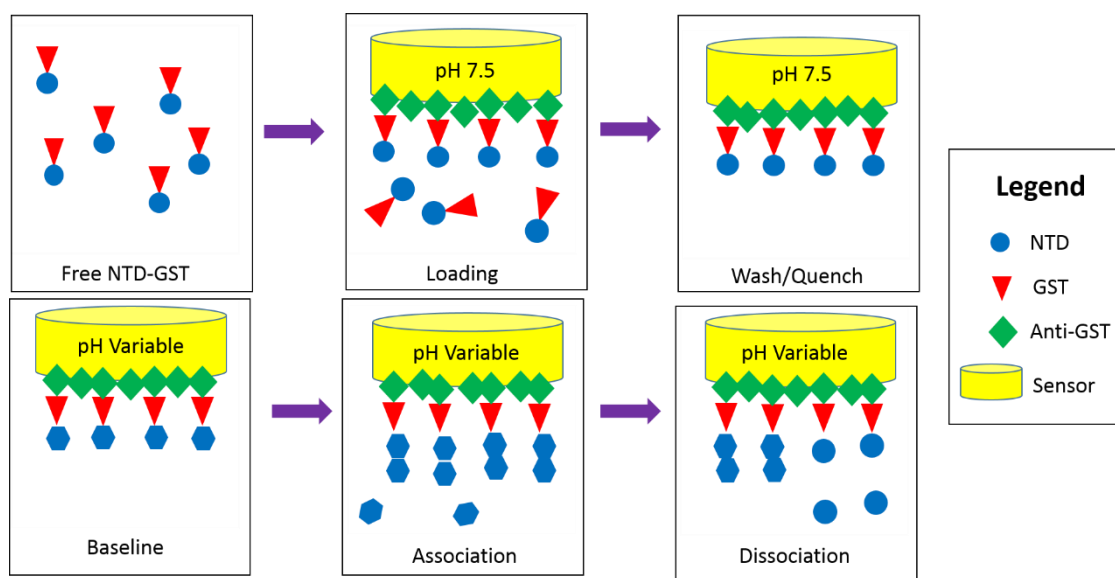 pH 7.5
pH 7.5
Free NTD-GST
Loading
Wash/Quench
pH Variable
pH Variable
pH Variable
Baseline
Association
Dissociation
Legend
NTD
GST
Anti-GST
Sensor